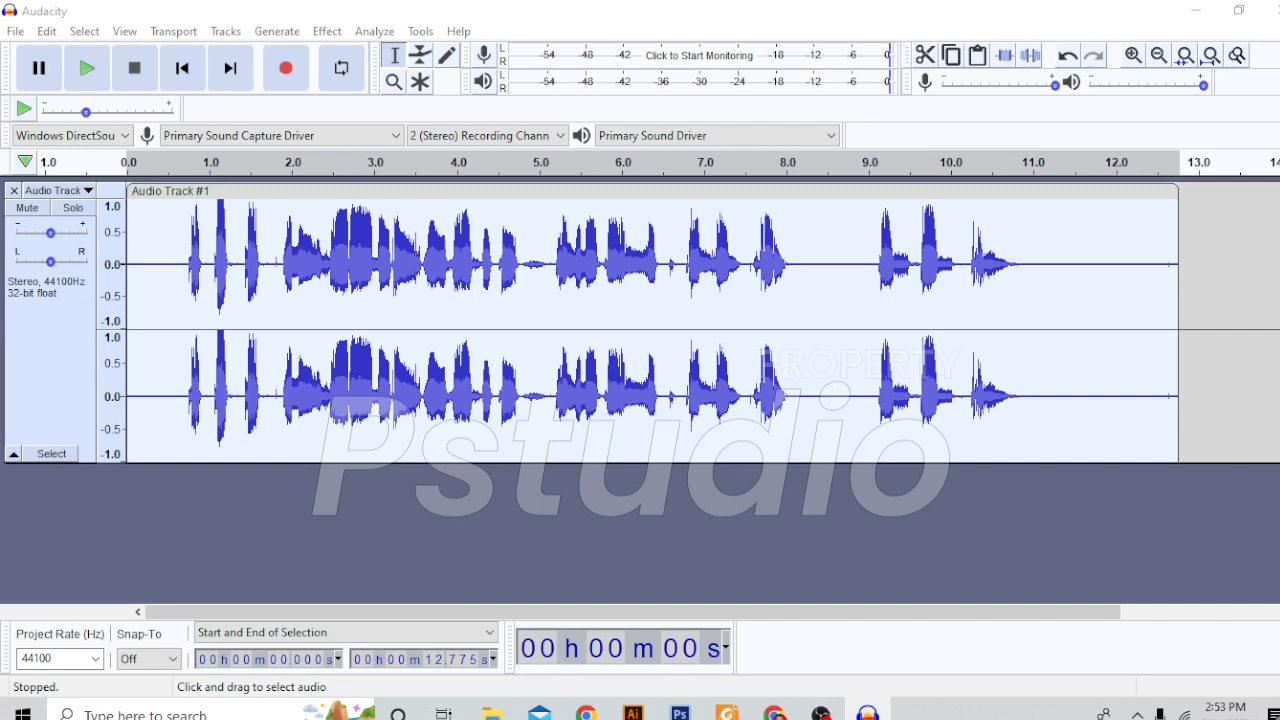 Audacity
File Edit Select View Transport Tracks Generate Effect Analyze Tools Help
L
R
-54 -48 -42 Click to Start Monitoring -18 -12 -6 0
L
R
-54 -48 -42 -36 -30 -24 -18 -12 -6 0
Windows DirectSou Primary Sound Capture Driver 2 (Stereo) Recording Chann Primary Sound Driver
1.0 0.0 1.0 2.0 3.0 4.0 5.0 6.0 7.0 8.0 9.0 10.0 11.0 12.0 13.0
Audio Track Audio Track #1
Mute Solo
L R
Stereo, 44100Hz
32-bit float
1.0
0.5
0.0
-0.5
-1.0
1.0
0.5
0.0
-0.5
-1.0
Select
PROPERTY
Pstudio
Project Rate (Hz) Snap-To Start and End of Selection
44100 Off 00 h 00 m 00.000 s 00 h 00 m 12.775 s 00 h 00 m 00 s
Stopped. Click and drag to select audio
Type here to search Ai Ps 2:53 PM